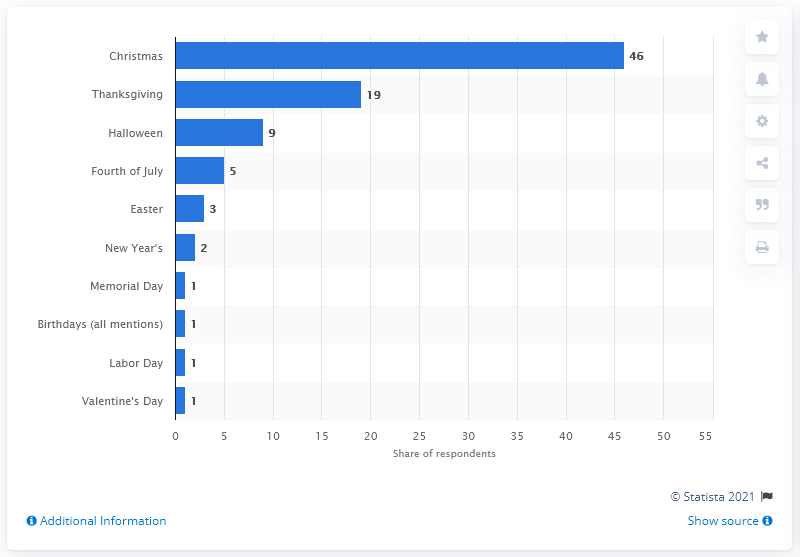 Christmas 46
Thanksgiving 19
Halloween 9
Fourth of July 5
Easter 3
New Year's 2
Memorial Day 1
Birthdays (all mentions) 1
Labor Day 1
Valentine's Day 1
0 5 10 15 20 25 30 35 40 45 50 55
Share of respondents
© Statista 2021
Additional Information Show source